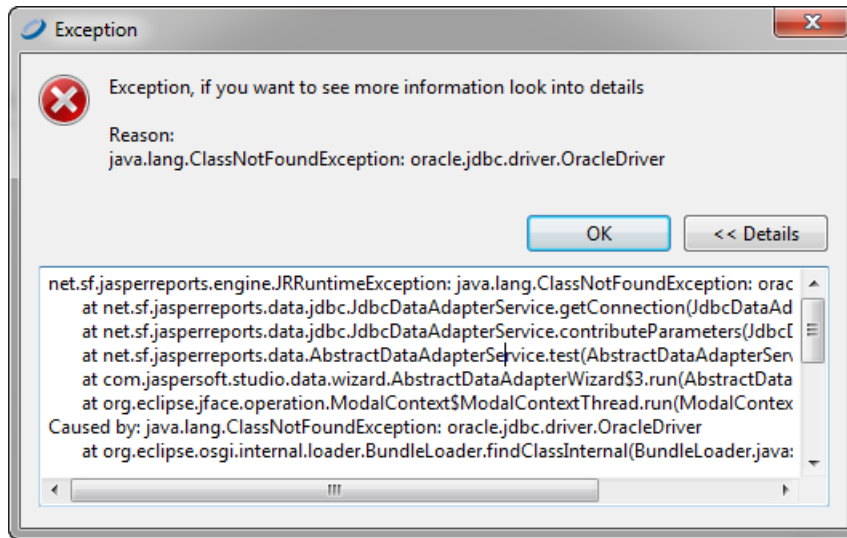 Exception
Exception, if you want to see more information look into details
Reason:
java.lang.ClassNotFoundException: oracle.jdbc.driver.OracleDriver
OK
<< Details
net.sf.jasperreports.engine.JRRuntimeException: java.lang.ClassNotFoundException: orac
at net.sf.jasperreports.data.jdbc.JdbcDataAdapterService.getConnection(JdbcDataAd
at net.sf.jasperreports.data.jdbc.JdbcDataAdapterService.contributeParameters(JdbcD
at net.sf.jasperreports.data.AbstractDataAdapterService.test(AbstractDataAdapterServ
at com.jaspersoft.studio.data.wizard.AbstractDataAdapterWizard$3.run(AbstractData
at org.eclipse.jface.operation.ModalContext$ModalContextThread.run(ModalContex
Caused by: java.lang.ClassNotFoundException: oracle.jdbc.driver.OracleDriver
at org.eclipse.osgi.internal.loader.BundleLoader.findClassInternal(BundleLoader.java: